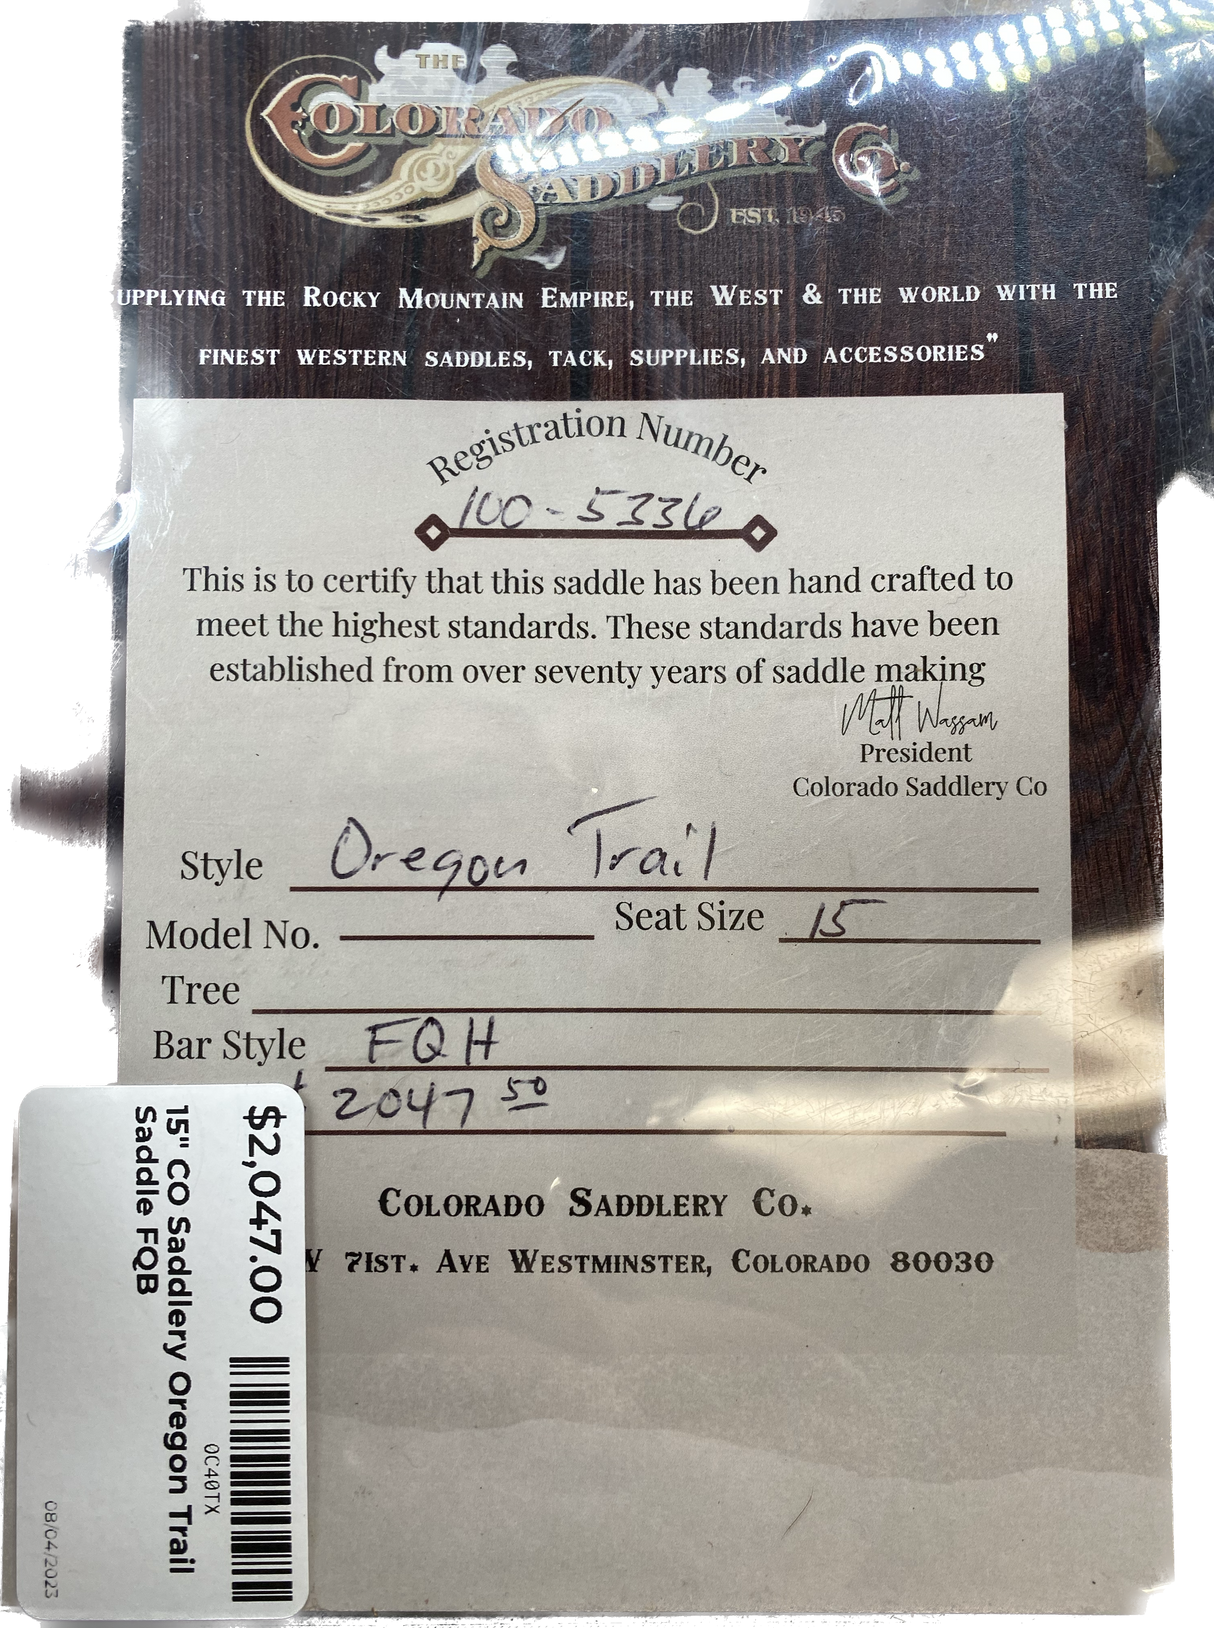 THE
COLORADO
SADDLERY Co.
EST. 1945
UPPLYING THE ROCKY MOUNTAIN EMPIRE, THE WEST & THE WORLD WITH THE
FINEST WESTERN SADDLES, TACK, SUPPLIES, AND ACCESSORIES"
Registration Number
100-5336
This is to certify that this saddle has been hand crafted to
meet the highest standards. These standards have been
established from over seventy years of saddle making
Matt Wassam
President
Colorado Saddlery Co
Style Oregon Trail
Model No. Seat Size 15
Tree
Bar Style FQH
2047 50
COLORADO SADDLERY CO.
W 71ST. AVE WESTMINSTER, COLORADO 80030
$2,047.00
0C40TX
15" CO Saddlery Oregon Trail
Saddle FQB
08/04/2023